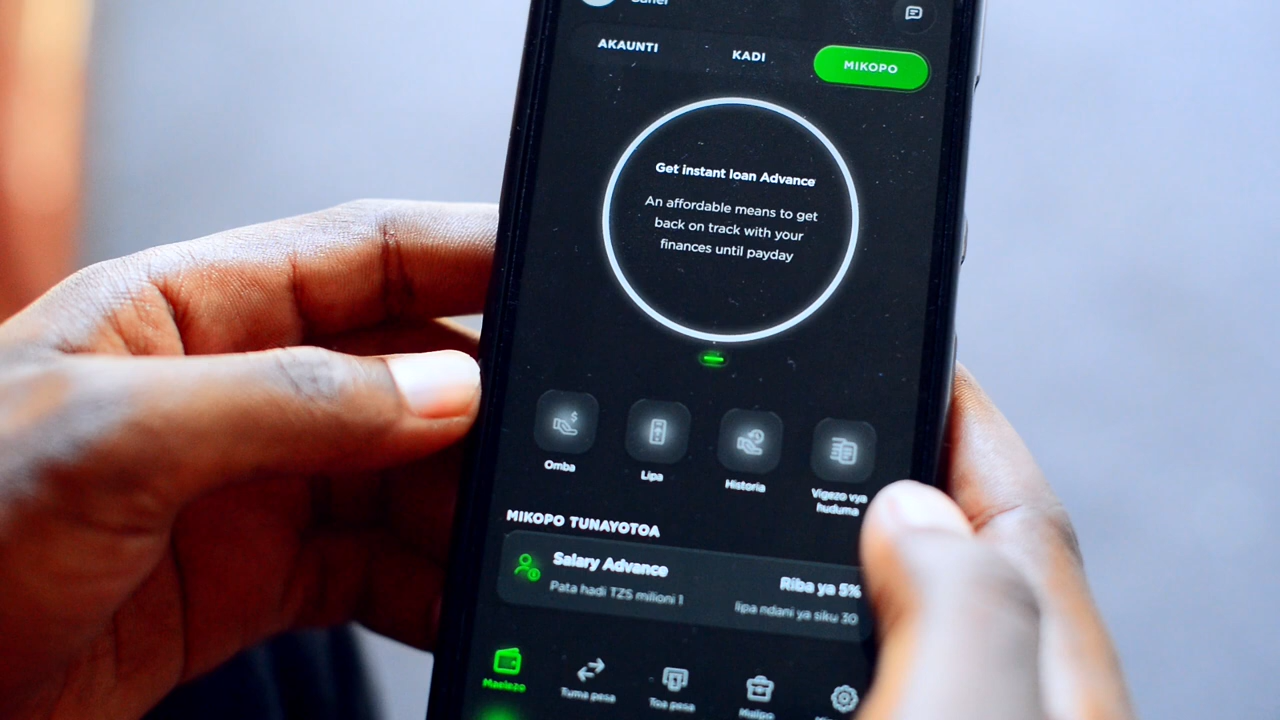 AKAUNTI
KADI
MIKOPO
Get instant loan Advance
An affordable means to get
back on track with your
finances until payday
Omba
Lipa
Historia
Vigezo vya
huduma
MIKOPO TUNAYOTOA
Salary Advance
Riba ya 5%
Pata hadi TZS milioni 1
lipa ndani ya siku 30
Maelezo
Tuma pesa
Toa pesa
Malipo